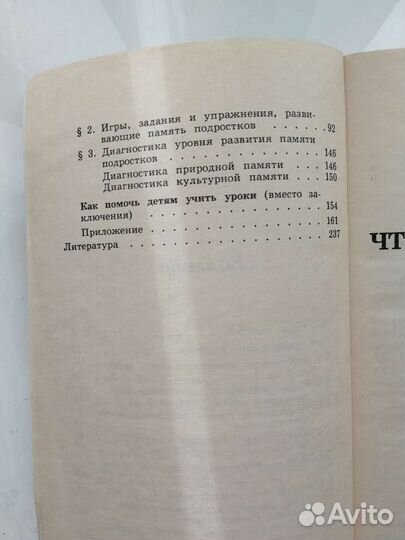 § 2. Игры, задания и упражнения, разви-
вающие память подростков . . . . . . . 92
§ 3. Диагностика уровня развития памяти
подростков . . . . . . . . . . . . 146
Диагностика природной памяти . . . 146
Диагностика культурной памяти . . . 150
Как помочь детям учить уроки (вместо за-
ключения) . . . . . . . . . . . . . 154
Приложение . . . . . . . . . . . . . 161
Литература . . . . . . . . . . . . . . 237
ЧТ
Avito